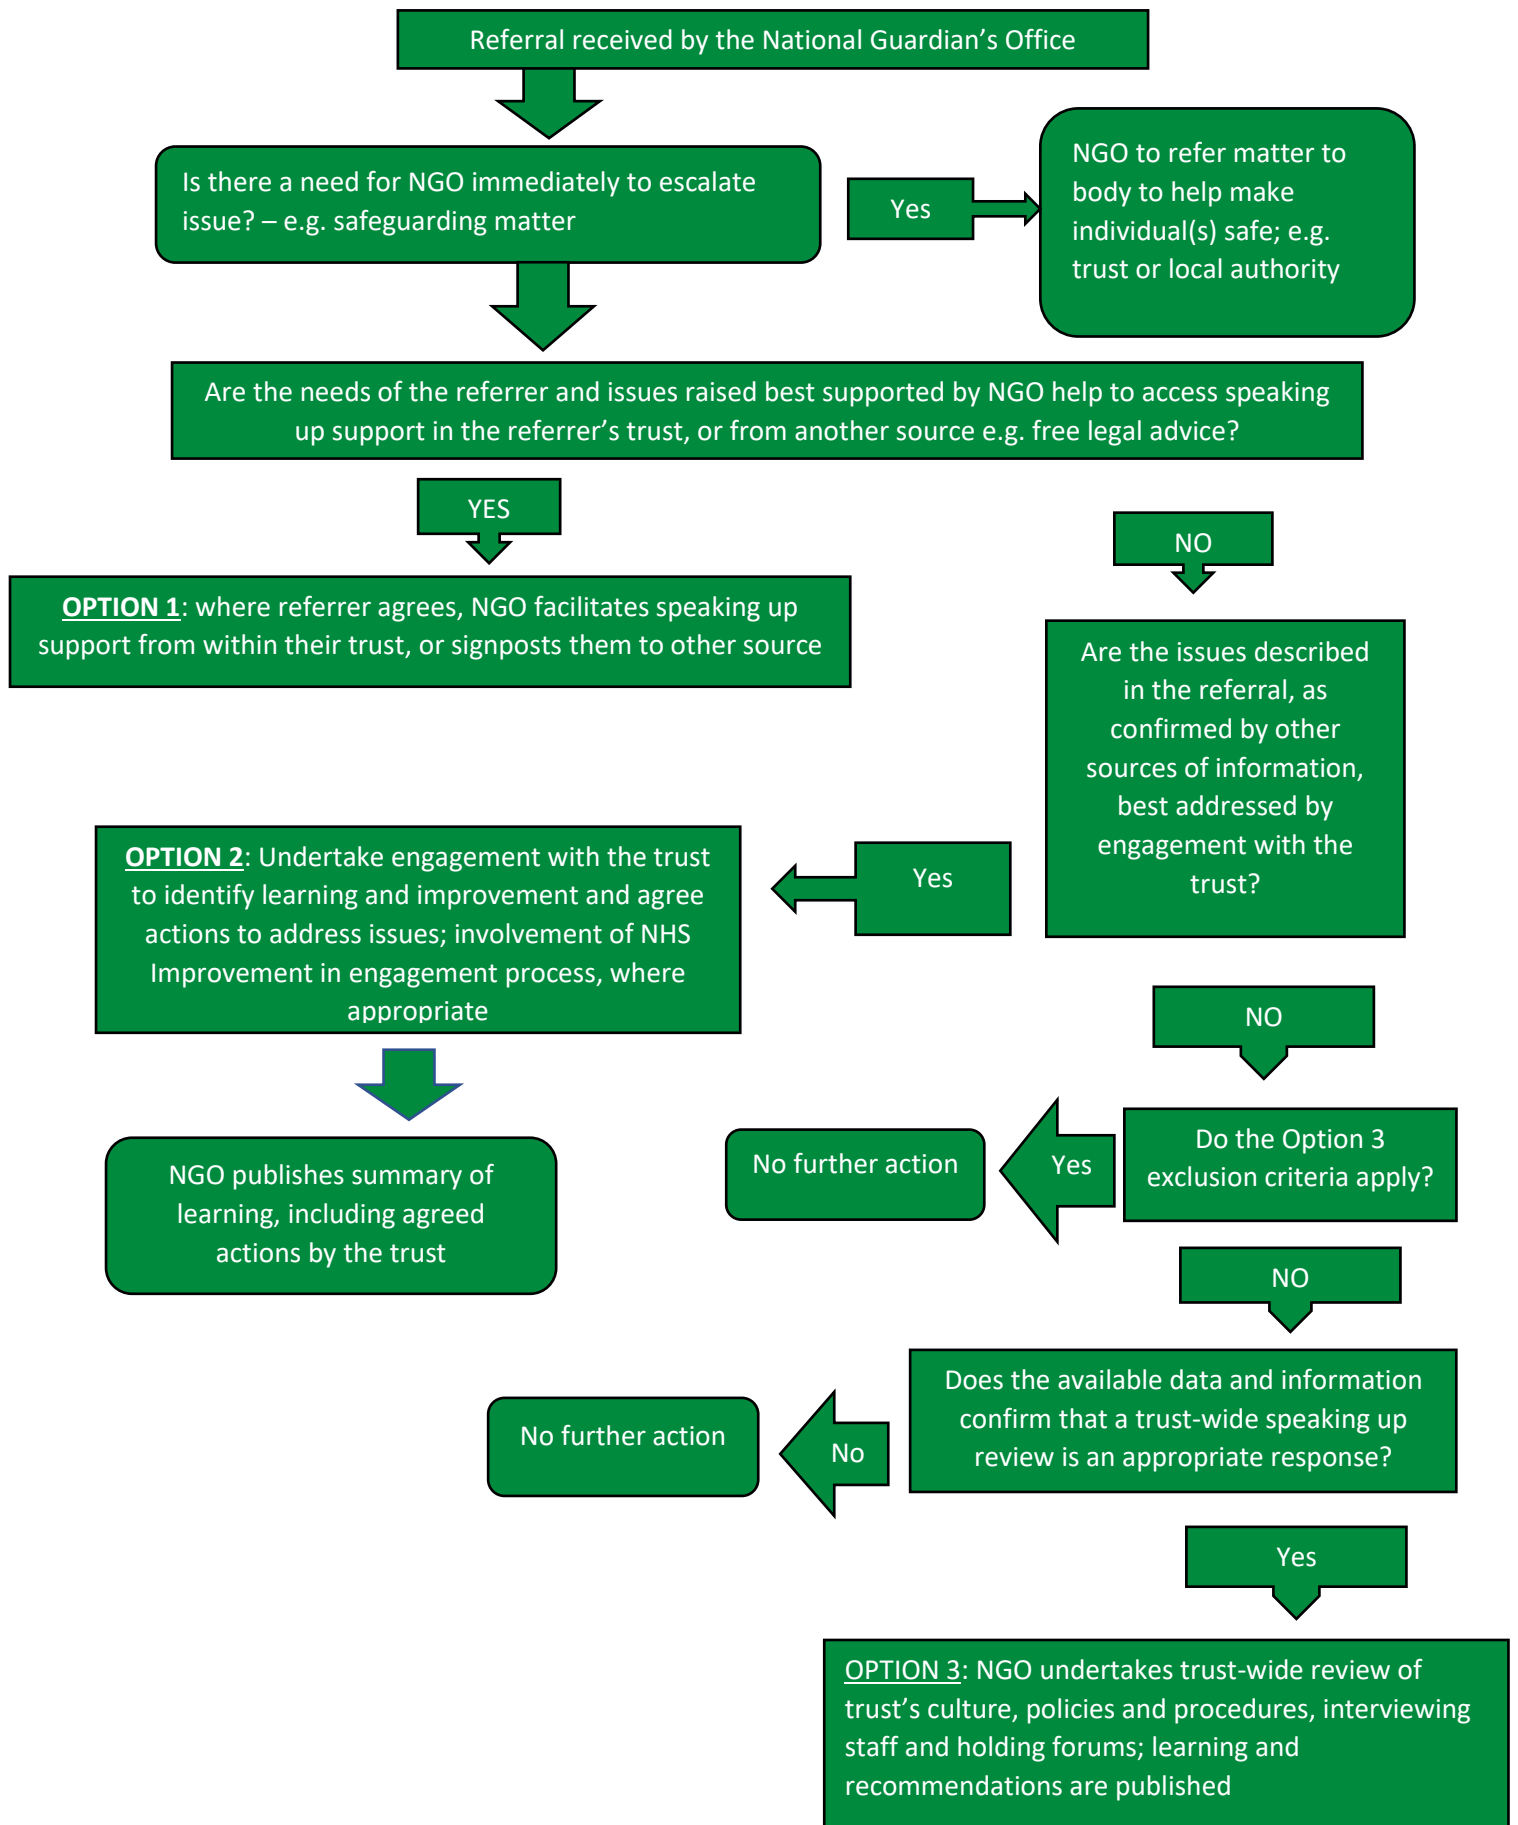 Referral received by the National Guardian’s Office
Is there a need for NGO immediately to escalate
issue? – e.g. safeguarding matter
Yes
NGO to refer matter to
body to help make
individual(s) safe; e.g.
trust or local authority
Are the needs of the referrer and issues raised best supported by NGO help to access speaking
up support in the referrer’s trust, or from another source e.g. free legal advice?
YES
OPTION 1: where referrer agrees, NGO facilitates speaking up
support from within their trust, or signposts them to other source
NO
Are the issues described
in the referral, as
confirmed by other
sources of information,
best addressed by
engagement with the
trust?
Yes
OPTION 2: Undertake engagement with the trust
to identify learning and improvement and agree
actions to address issues; involvement of NHS
Improvement in engagement process, where
appropriate
NGO publishes summary of
learning, including agreed
actions by the trust
NO
Do the Option 3
exclusion criteria apply?
Yes
No further action
NO
Does the available data and information
confirm that a trust-wide speaking up
review is an appropriate response?
No
No further action
Yes
OPTION 3: NGO undertakes trust-wide review of
trust’s culture, policies and procedures, interviewing
staff and holding forums; learning and
recommendations are published